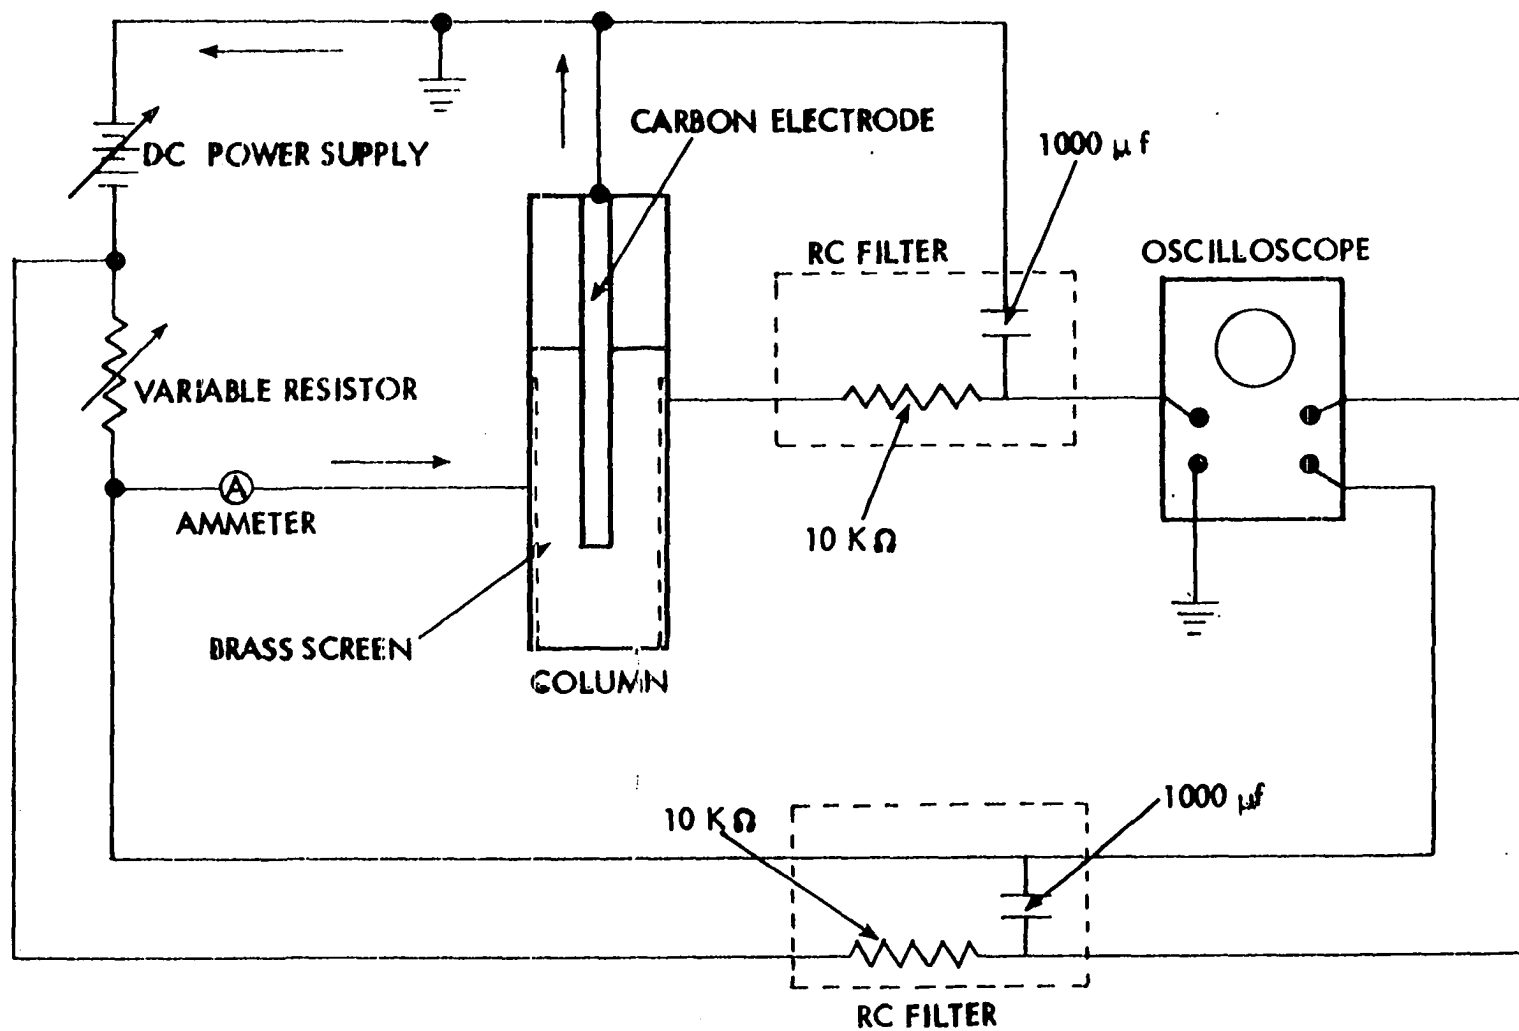 CARBON ELECTRODE
1000 μf
DC POWER SUPPLY
RC FILTER
OSCILLOSCOPE
VARIABLE RESISTOR
A
AMMETER
10 KΩ
BRASS SCREEN
COLUMN
10 KΩ
1000 μf
RC FILTER